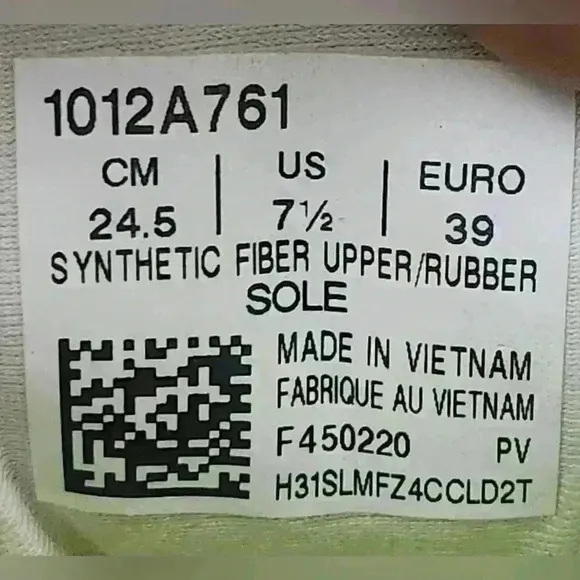 1012A761
CM | US | EURO
24.5 | 7½ | 39
SYNTHETIC FIBER UPPER/RUBBER
SOLE
MADE IN VIETNAM
FABRIQUE AU VIETNAM
F450220 PV
H31SLMFZ4CCLD2T